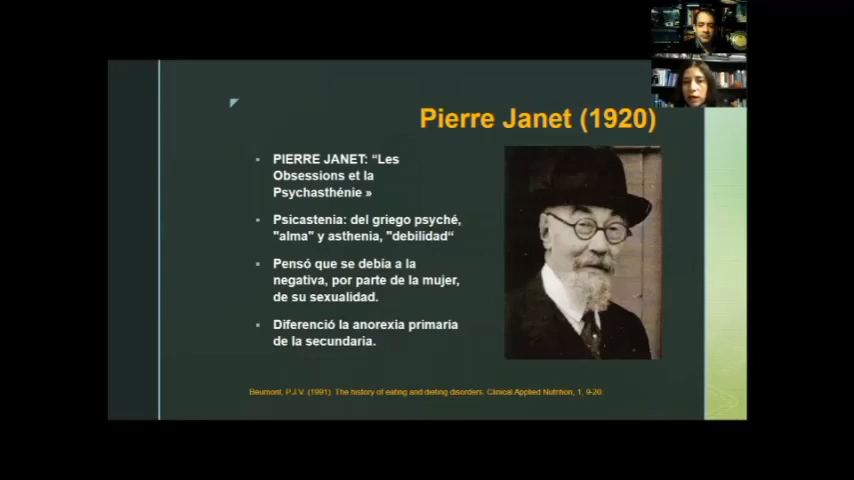 Pierre Janet (1920)
PIERRE JANET: “Les
Obsessions et la
Psychasthénie »
Psicastenia: del griego psyché,
"alma" y asthenia, "debilidad“
Pensó que se debía a la
negativa, por parte de la mujer,
de su sexualidad.
Diferenció la anorexia primaria
de la secundaria.
Beumont, P.J.V. (1991). The history of eating and dieting disorders. Clinical Applied Nutrition, 1, 9-20.